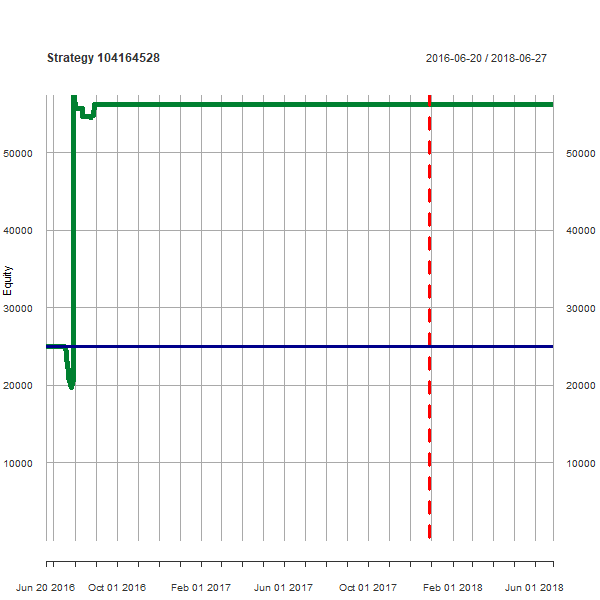 Strategy 104164528
2016-06-20 / 2018-06-27
Equity
50000
50000
40000
40000
30000
30000
20000
20000
10000
10000
Jun 20 2016
Oct 01 2016
Feb 01 2017
Jun 01 2017
Oct 01 2017
Feb 01 2018
Jun 01 2018